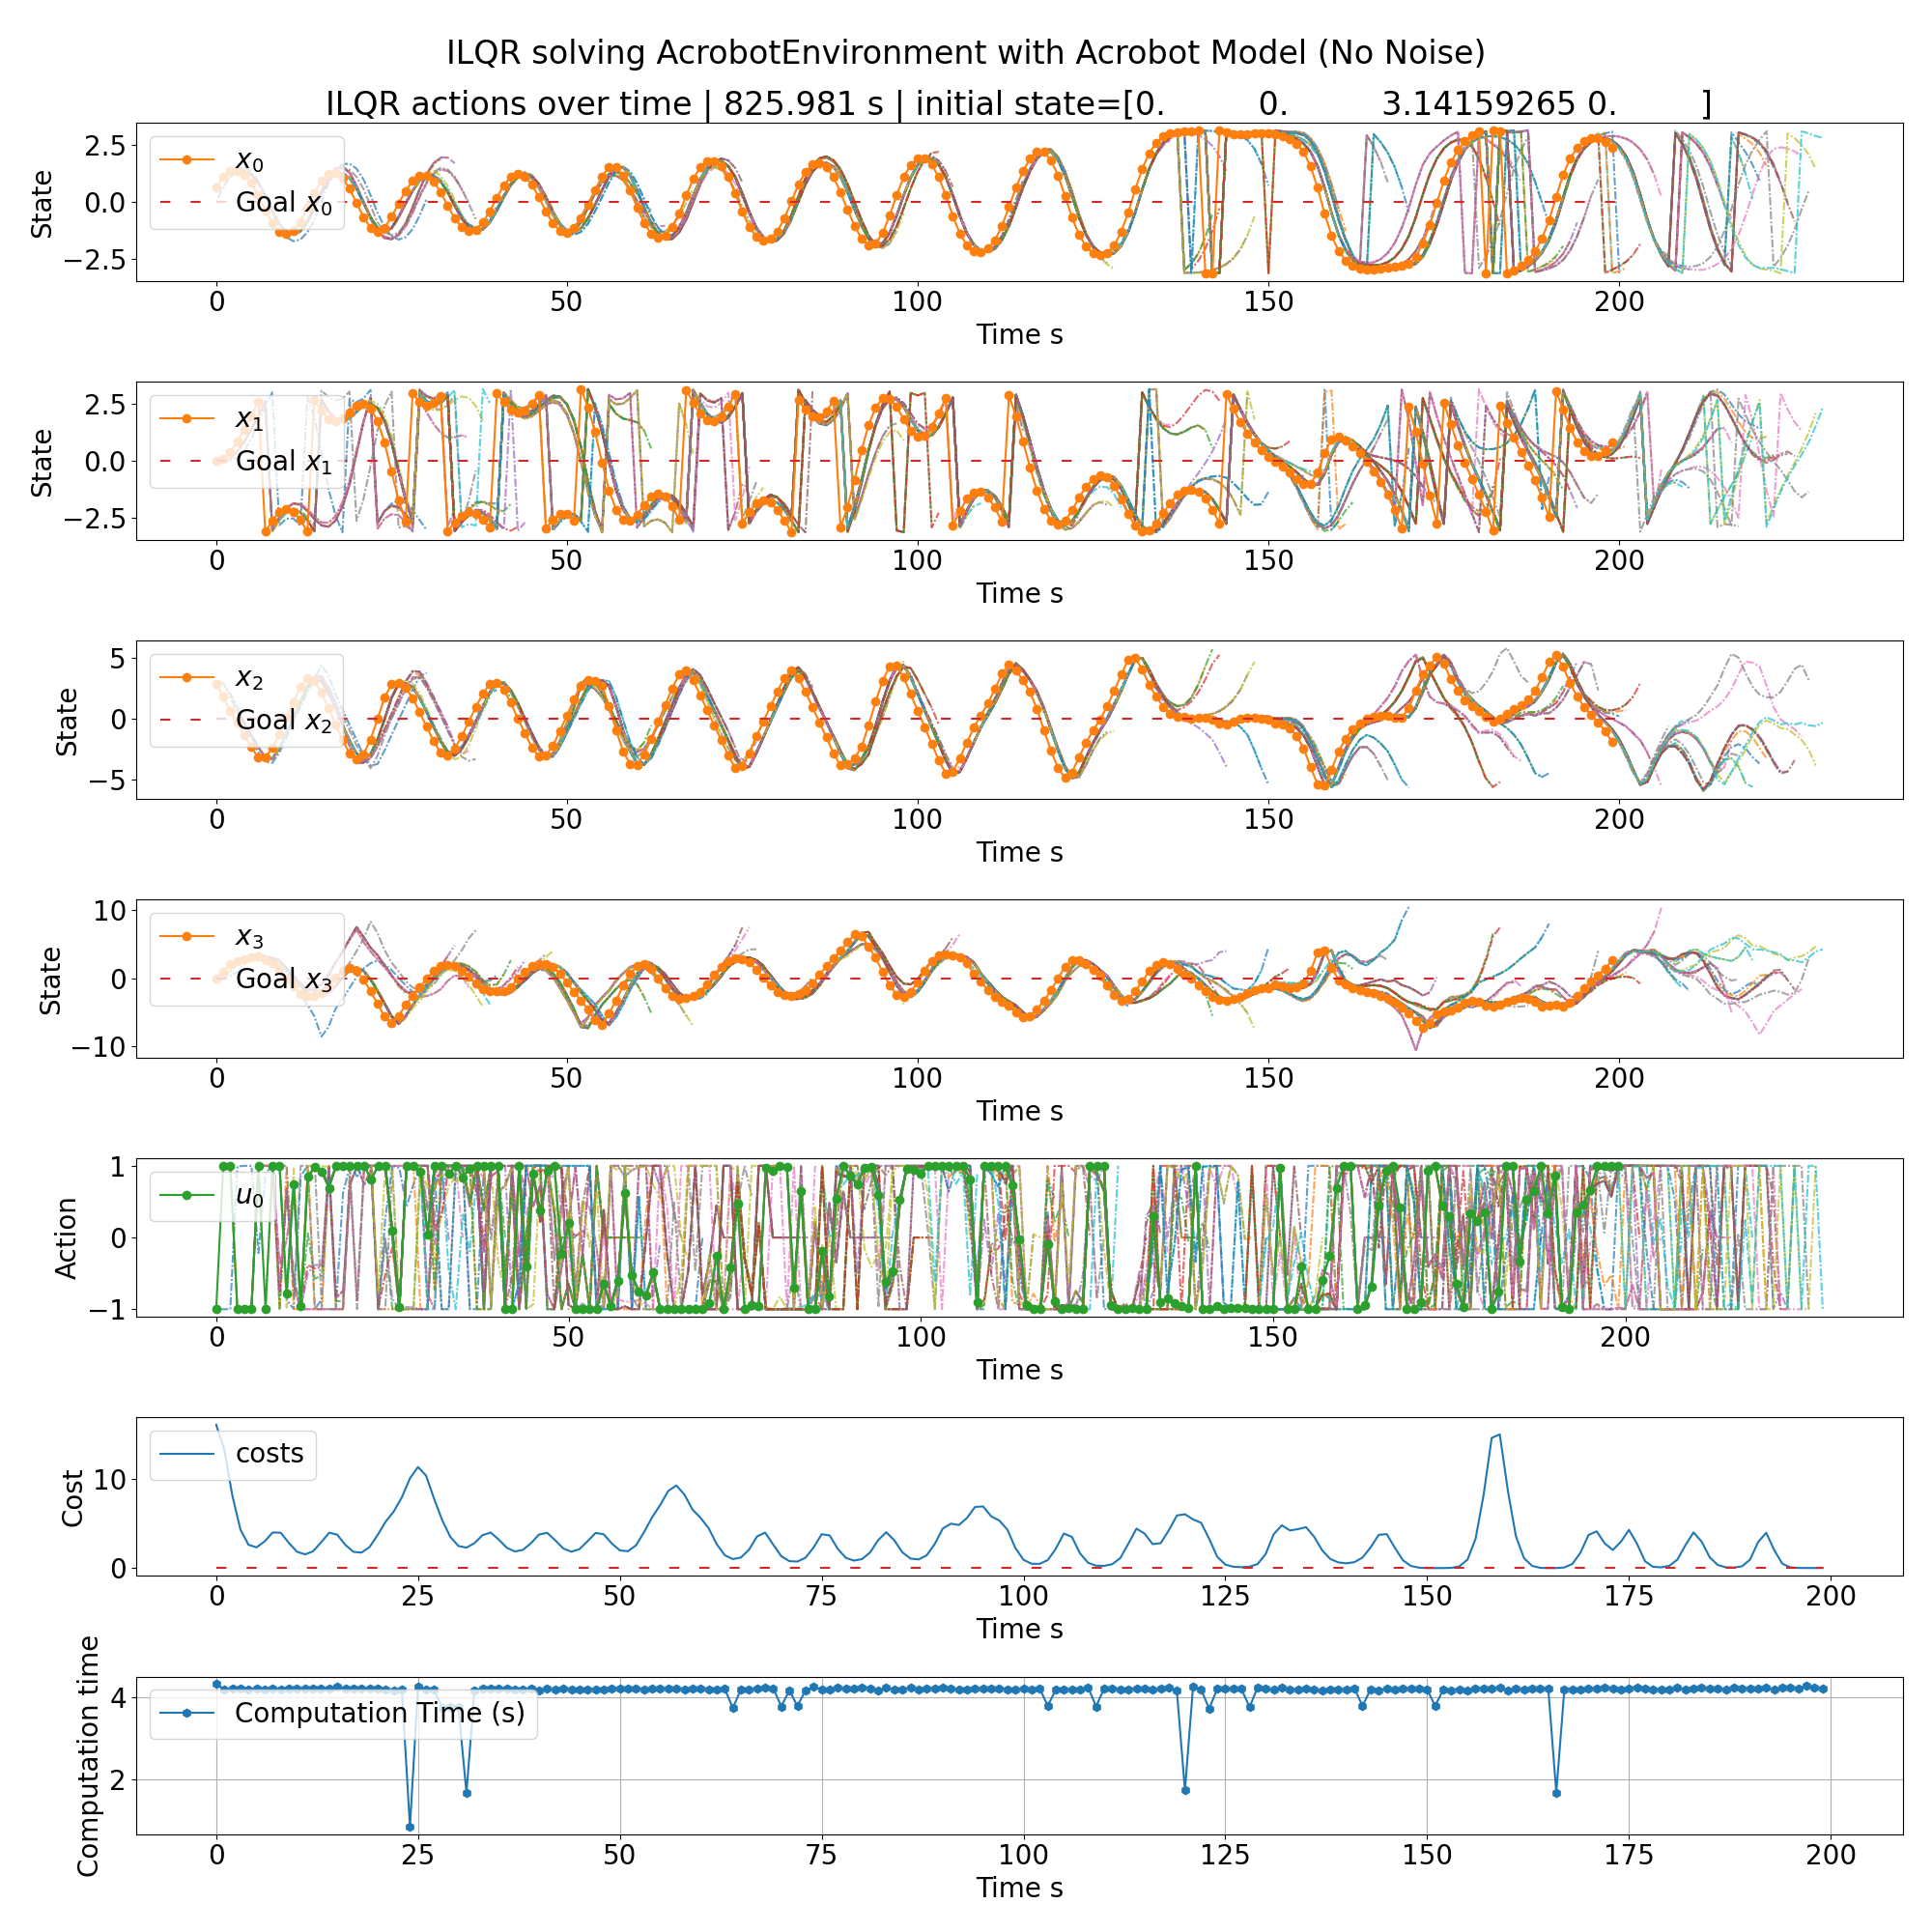 ILQR solving AcrobotEnvironment with Acrobot Model (No Noise)
ILQR actions over time | 825.981 s | initial state=[0. 0. 3.14159265 0. ]
State
2.5
0.0
−2.5
x₀
Goal x₀
0 50 100 150 200
Time s
State
2.5
0.0
−2.5
x₁
Goal x₁
0 50 100 150 200
Time s
State
5
0
−5
x₂
Goal x₂
0 50 100 150 200
Time s
State
10
0
−10
x₃
Goal x₃
0 50 100 150 200
Time s
Action
1
0
−1
u₀
0 50 100 150 200
Time s
Cost
10
0
costs
0 25 50 75 100 125 150 175 200
Time s
Computation time
4
2
Computation Time (s)
0 25 50 75 100 125 150 175 200
Time s